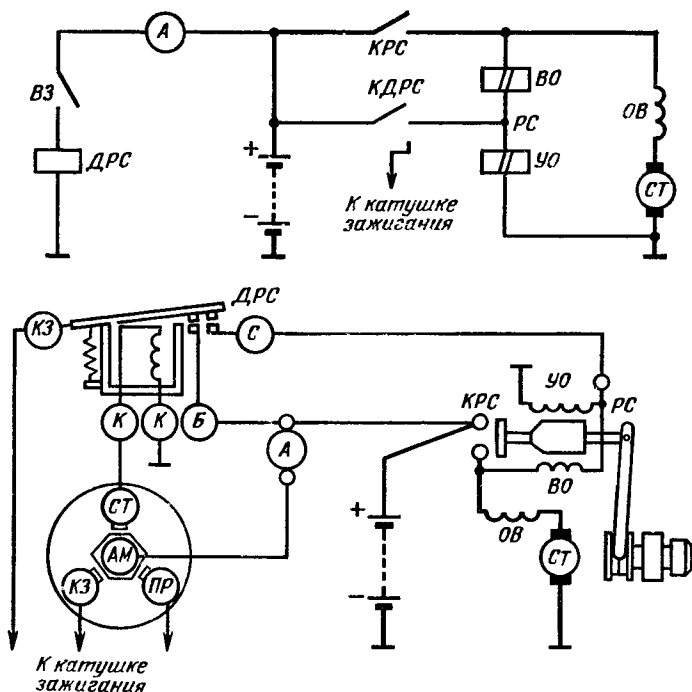 А
КРС
ВО
КДРС
ВЗ
ОВ
РС
ДРС
УО
СТ
+
−
К катушке
зажигания
ДРС
КЗ
С
УО
КРС
РС
К
К
Б
А
ВО
СТ
+
ОВ
АМ
СТ
КЗ
ПР
−
К катушке
зажигания